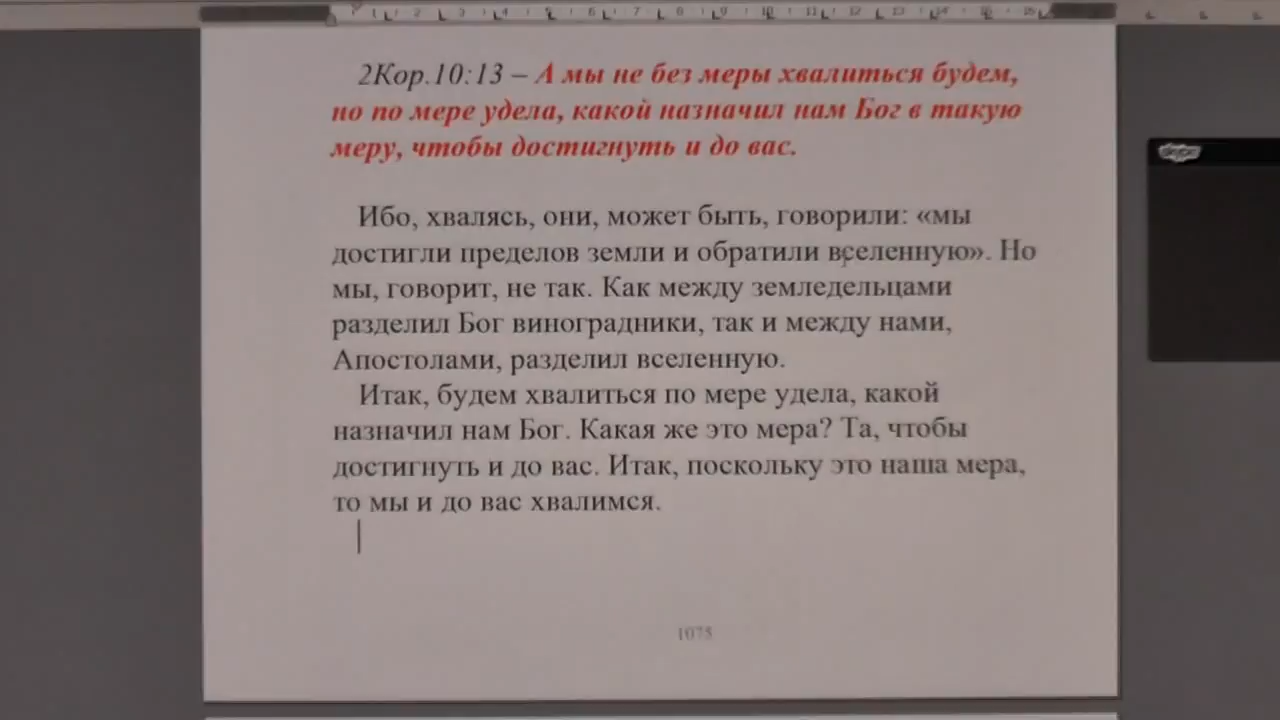 2Кор.10:13 – А мы не без меры хвалиться будем,
но по мере удела, какой назначил нам Бог в такую
меру, чтобы достигнуть и до вас.
Ибо, хвалясь, они, может быть, говорили: «мы
достигли пределов земли и обратили вселенную». Но
мы, говорит, не так. Как между земледельцами
разделил Бог виноградники, так и между нами,
Апостолами, разделил вселенную.
Итак, будем хвалиться по мере удела, какой
назначил нам Бог. Какая же это мера? Та, чтобы
достигнуть и до вас. Итак, поскольку это наша мера,
то мы и до вас хвалимся.
1075
skype